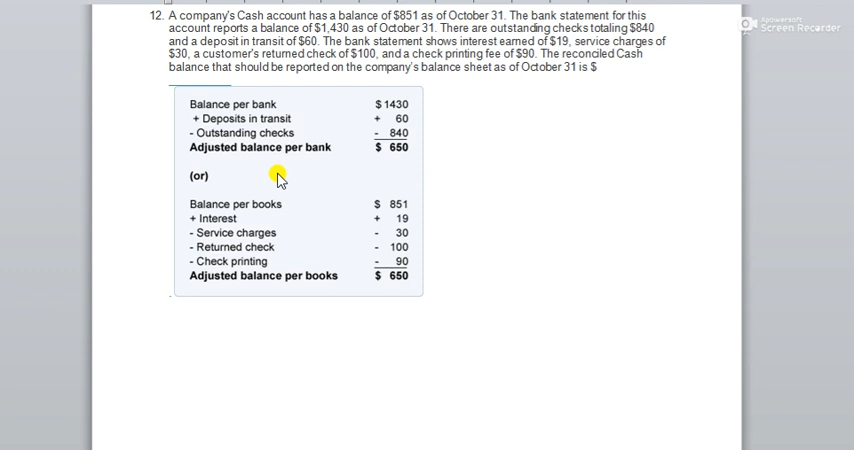 12. A company's Cash account has a balance of $851 as of October 31. The bank statement for this
account reports a balance of $1,430 as of October 31. There are outstanding checks totaling $840
and a deposit in transit of $60. The bank statement shows interest earned of $19, service charges of
$30, a customer's returned check of $100, and a check printing fee of $90. The reconciled Cash
balance that should be reported on the company's balance sheet as of October 31 is $
Apowersoft
Screen Recorder
Balance per bank $ 1430
+ Deposits in transit + 60
- Outstanding checks - 840
Adjusted balance per bank $ 650
(or)
Balance per books $ 851
+ Interest + 19
- Service charges - 30
- Returned check - 100
- Check printing - 90
Adjusted balance per books $ 650